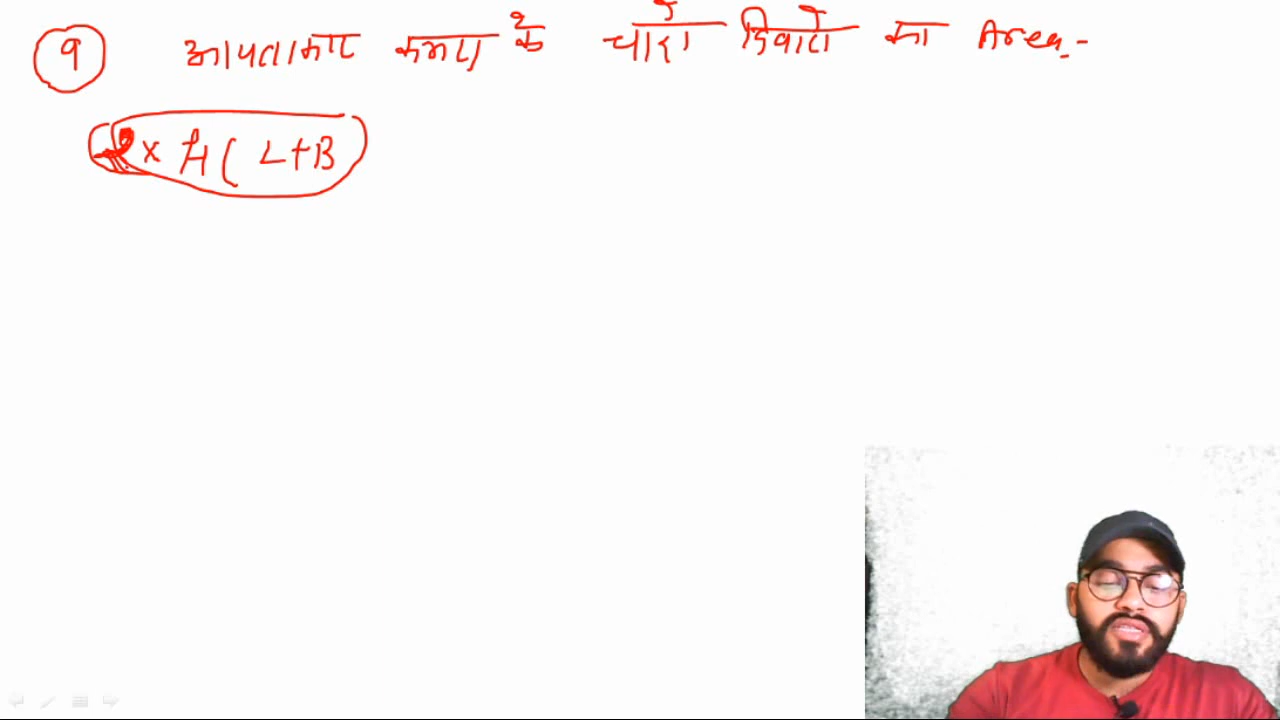 9 आयताकार कमरा के चारों दिवारों का Area:-
2 × H ( L+B